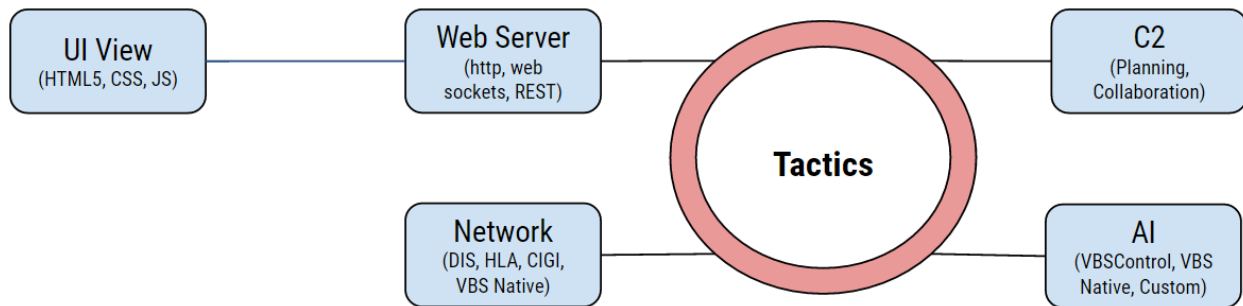 UI View
(HTML5, CSS, JS)
Web Server
(http, web
sockets, REST)
C2
(Planning,
Collaboration)
Tactics
Network
(DIS, HLA, CIGI,
VBS Native)
AI
(VBSControl, VBS
Native, Custom)